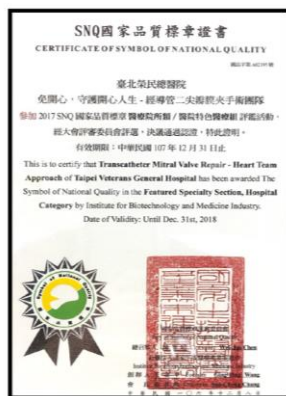 SNQ國家品質標章證書
CERTIFICATE OF SYMBOL OF NATIONAL QUALITY
臺北榮民總醫院
免開心，守護開心人生 - 經導管二尖瓣膜夾手術團隊
參加 2017 SNQ 國家品質標章 醫療院所類 / 醫院特色醫療組 評鑑活動，
經大會評審委員會評選，決議通過認證，特此證明。
有效期限：中華民國 107 年 12 月 31 日止
This is to certify that Transcatheter Mitral Valve Repair - Heart Team
Approach of Taipei Veterans General Hospital has been awarded The
Symbol of National Quality in the Featured Specialty Section, Hospital
Category by Institute for Biotechnology and Medicine Industry.
Date of Validity: Until Dec. 31st, 2018
Symbol of National Quality